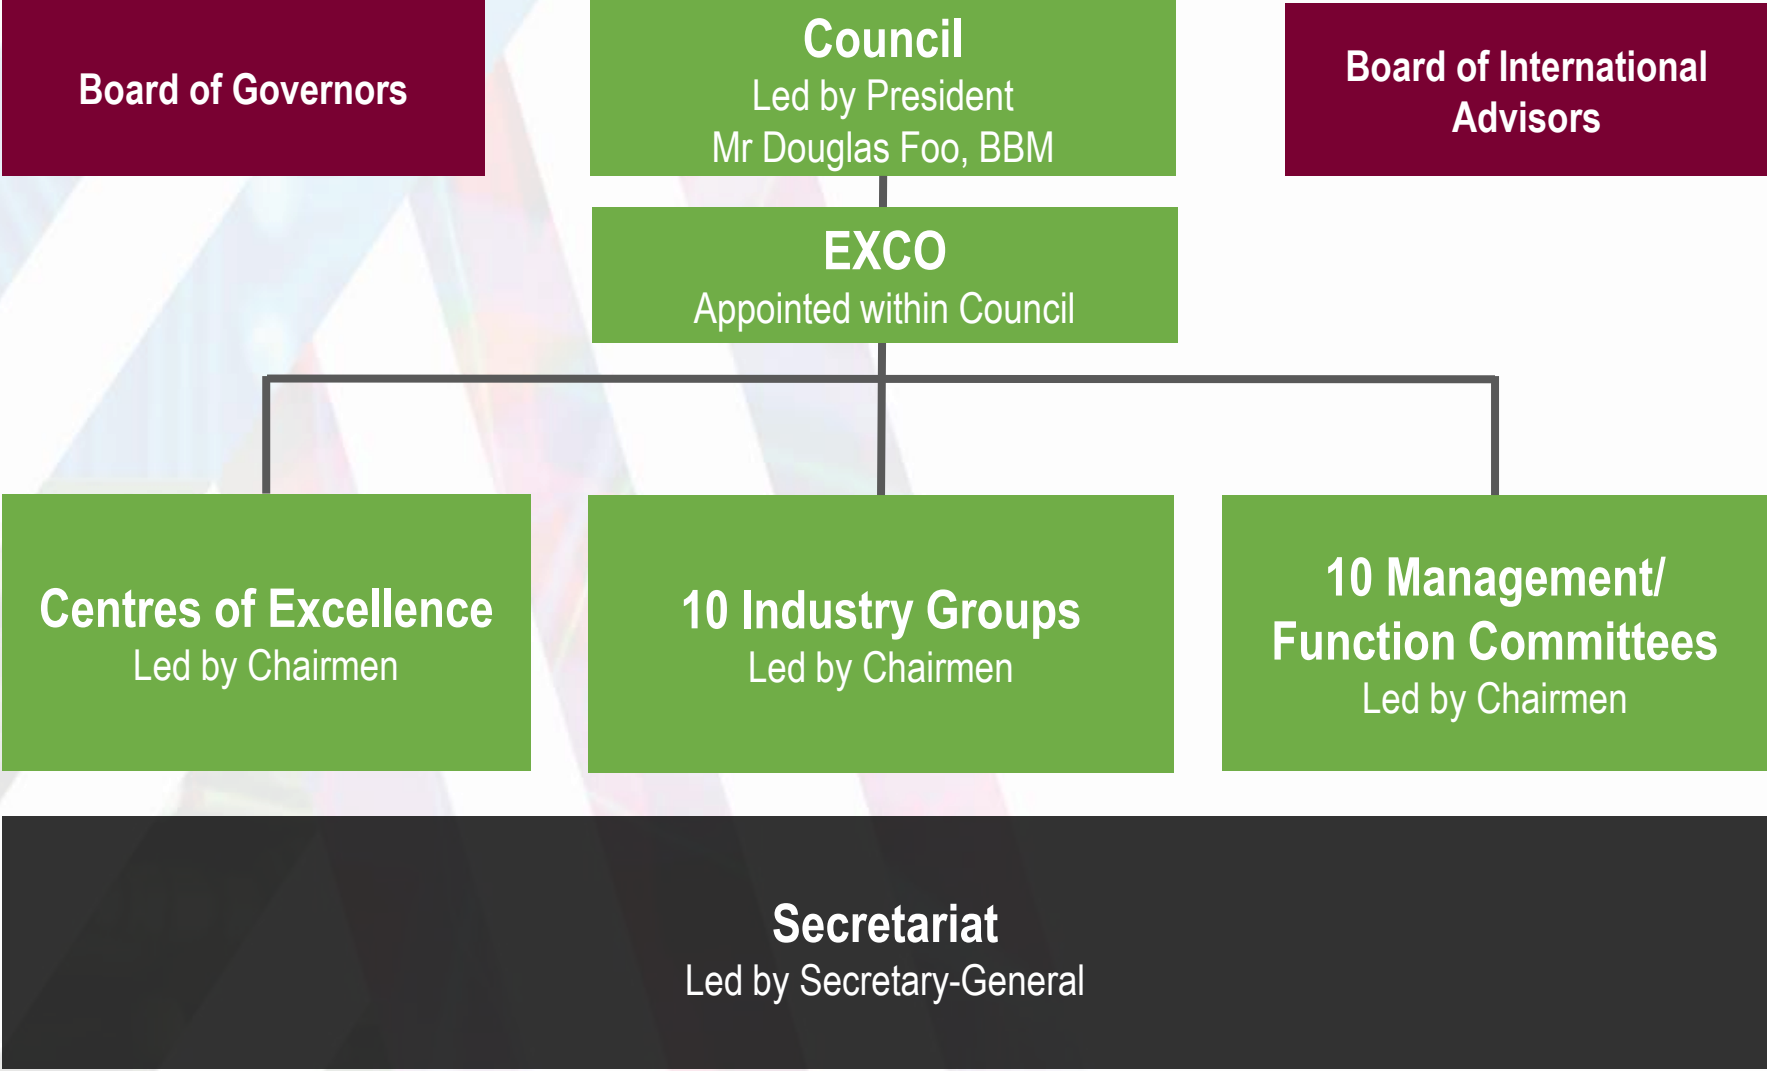 Board of Governors
Council
Led by President
Mr Douglas Foo, BBM
Board of International
Advisors
EXCO
Appointed within Council
Centres of Excellence
Led by Chairmen
10 Industry Groups
Led by Chairmen
10 Management/
Function Committees
Led by Chairmen
Secretariat
Led by Secretary-General